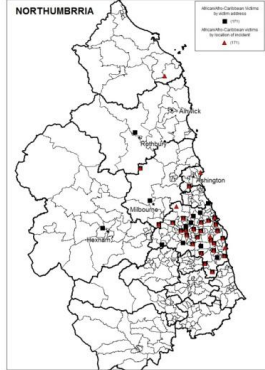 NORTHUMBRRIA
African/Afro-Caribbean Victims
by victim address
African/Afro-Caribbean victims
by location of incident
Alnwick
Rothbury
Ashington
Milbourne
Hexham